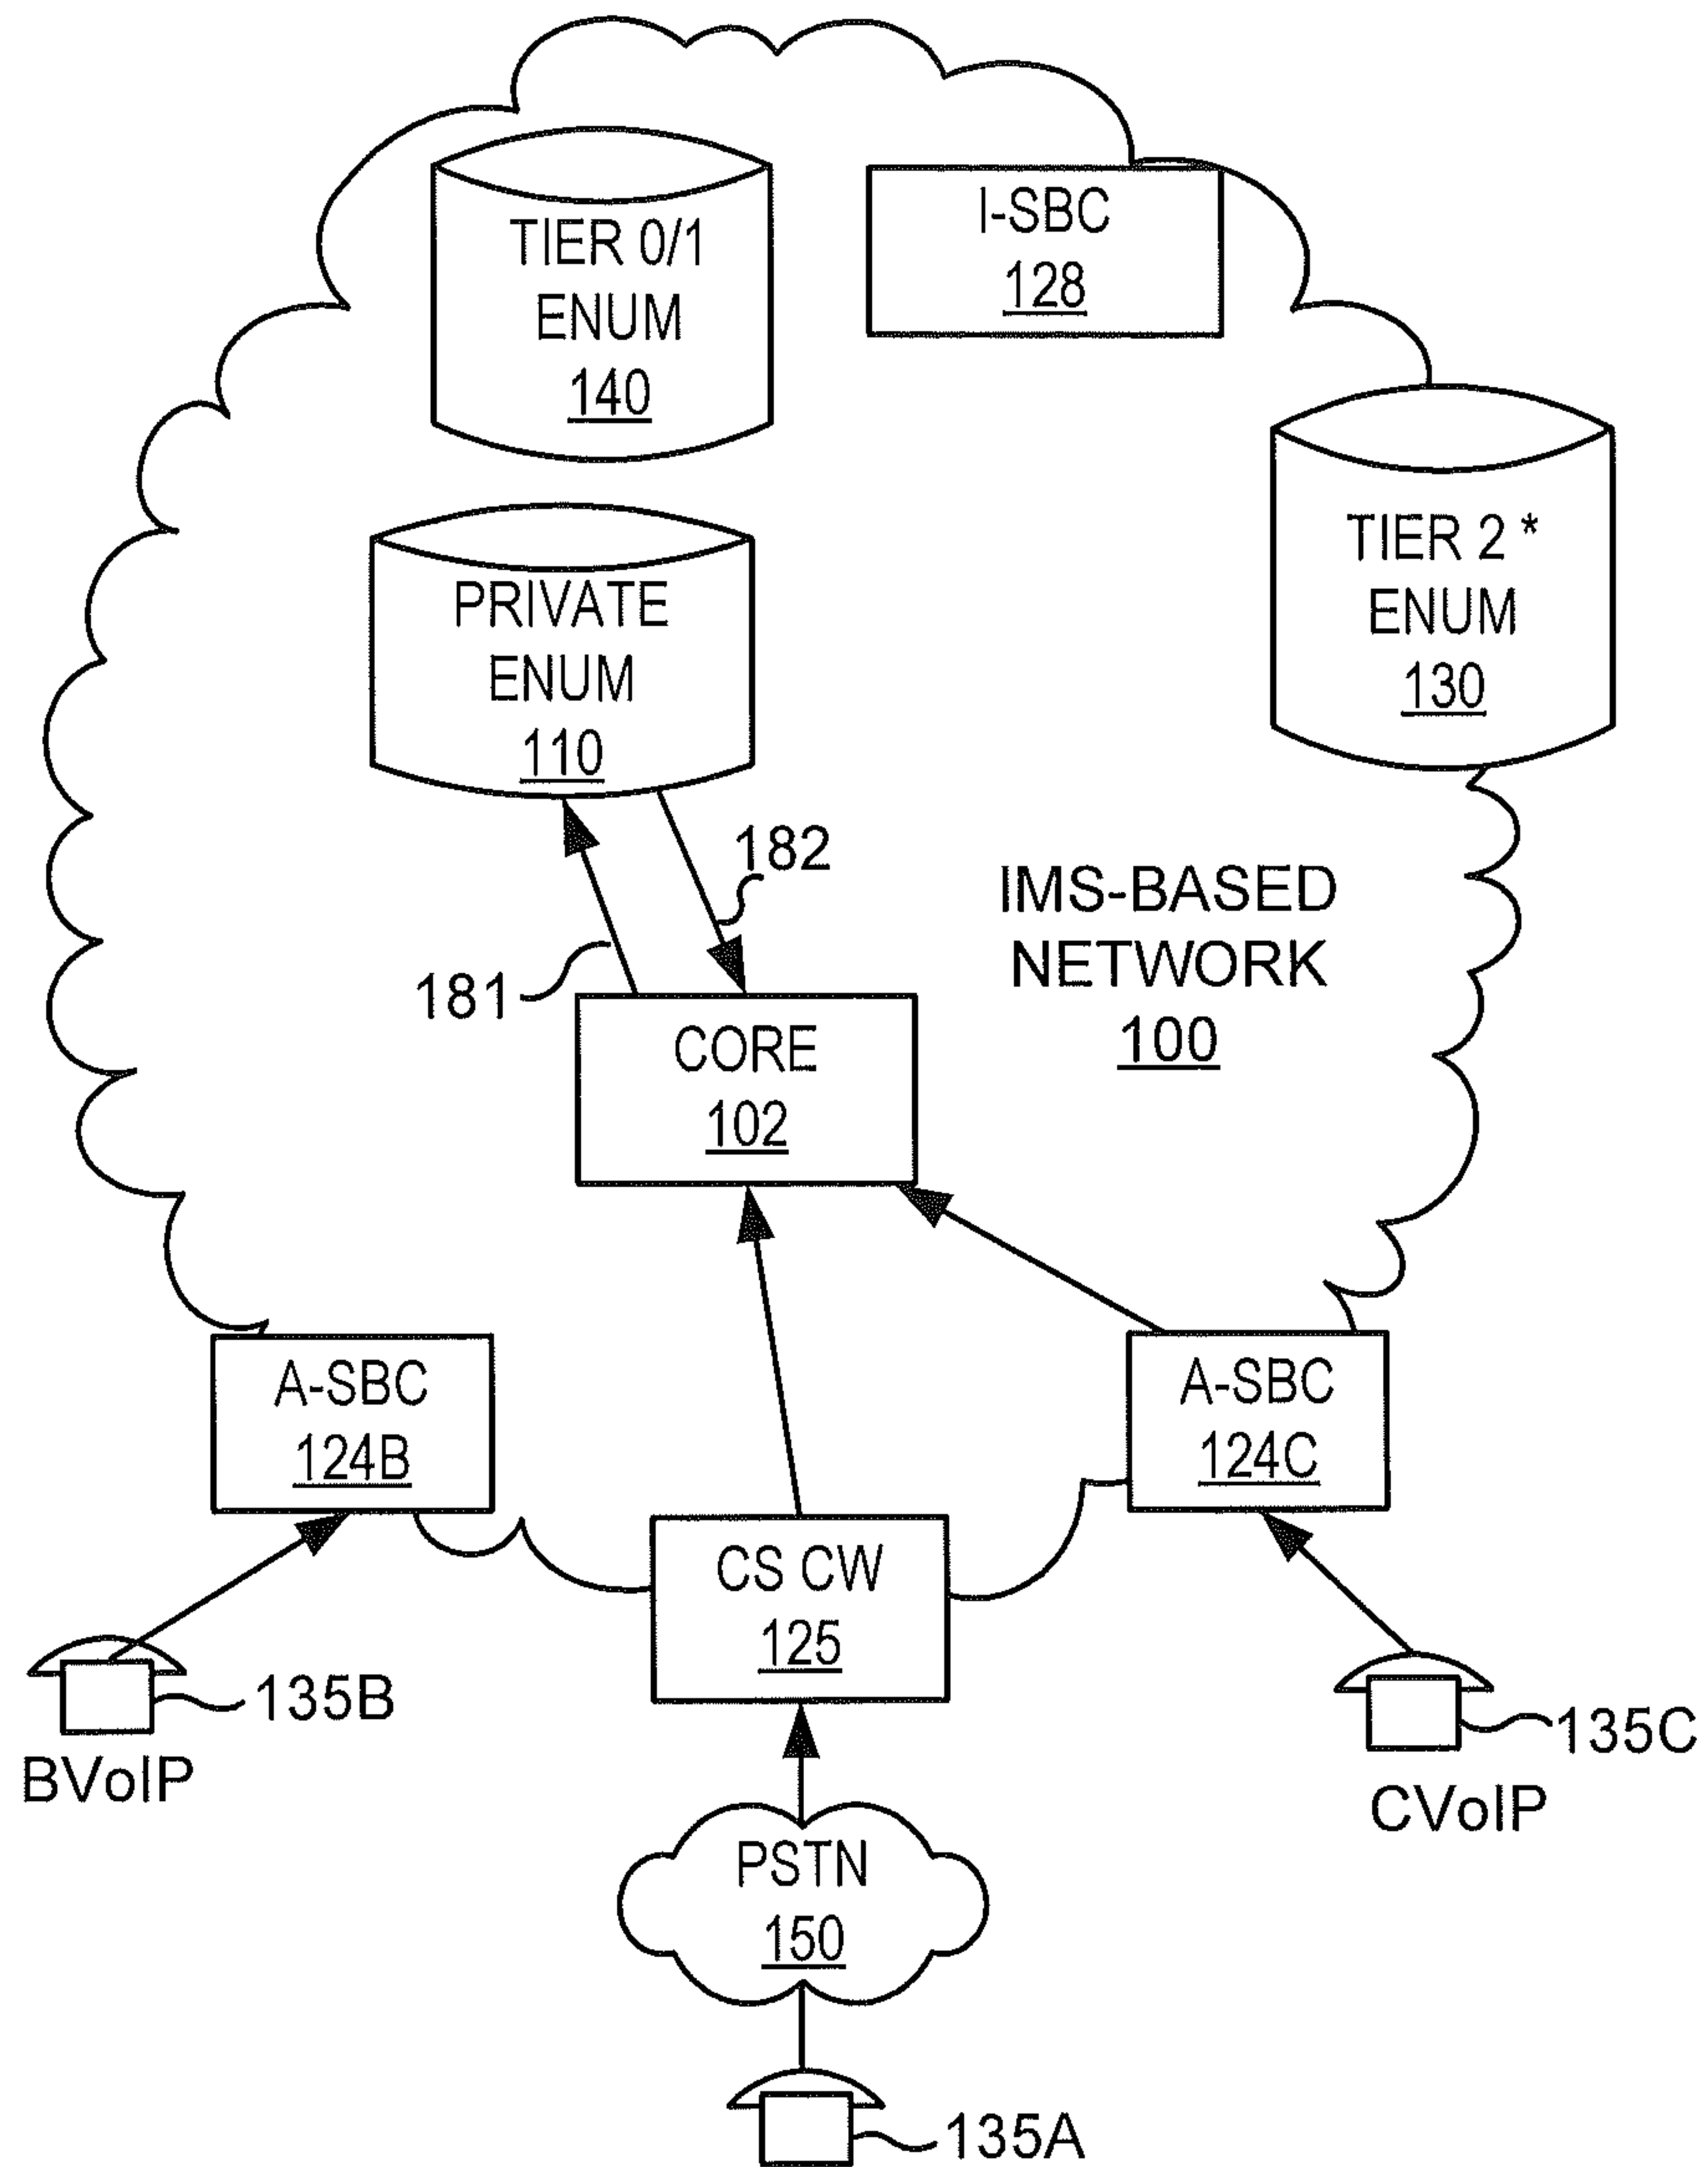 TIER 0/1
ENUM
140
I-SBC
128
TIER 2 *
ENUM
130
PRIVATE
ENUM
110
182
181
IMS-BASED
NETWORK
100
CORE
102
A-SBC
124B
A-SBC
124C
CS CW
125
135B
BVoIP
135C
CVoIP
PSTN
150
135A